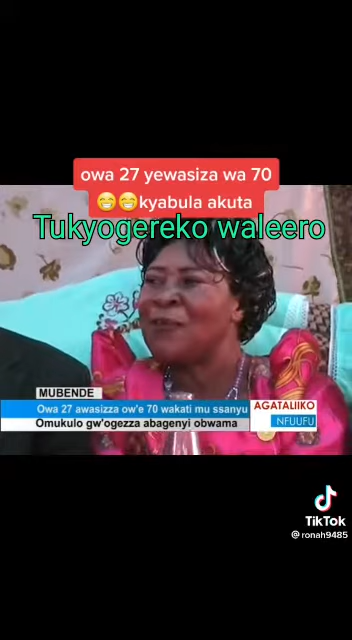 owa 27 yewasiza wa 70
😁😁kyabula akuta
Tukyogereko waleero
MUBENDE
Owa 27 awasizza ow'e 70 wakati mu ssanyu
Omukulo gw'ogezza abagenyi obwama
AGATALIIKO
NFUUFU
TikTok
@ronah9485